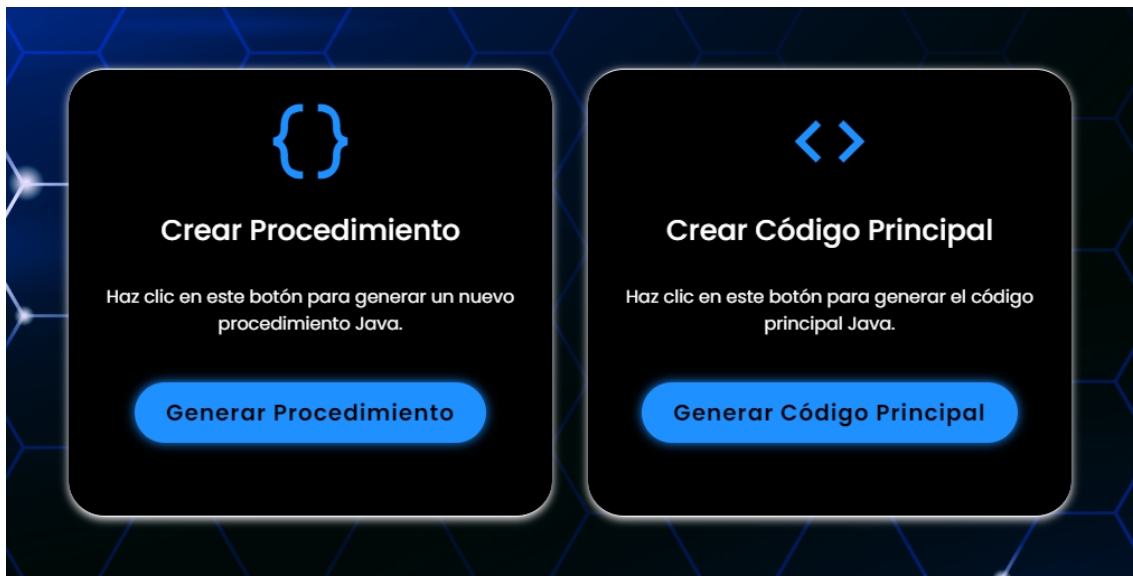 { }
Crear Procedimiento
Haz clic en este botón para generar un nuevo
procedimiento Java.
Generar Procedimiento
< >
Crear Código Principal
Haz clic en este botón para generar el código
principal Java.
Generar Código Principal